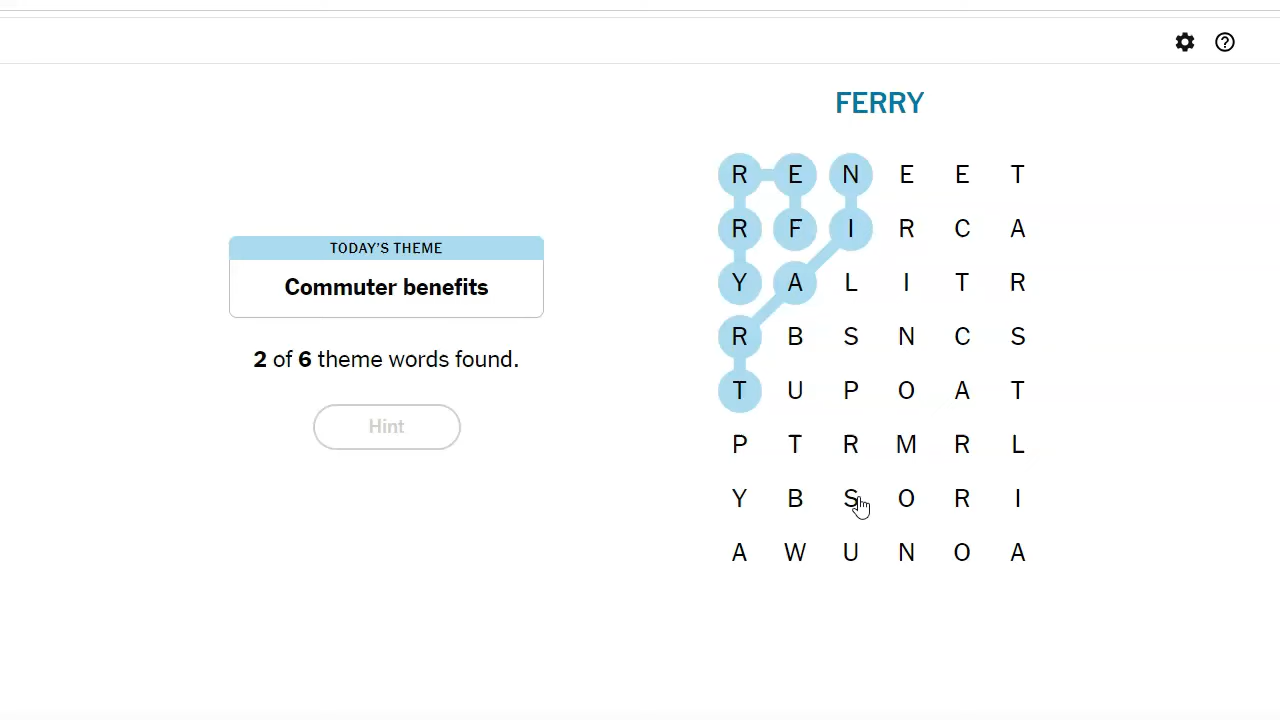 FERRY
TODAY'S THEME
Commuter benefits
2 of 6 theme words found.
Hint
R E N E E T
R F I R C A
Y A L I T R
R B S N C S
T U P O A T
P T R M R L
Y B S O R I
A W U N O A